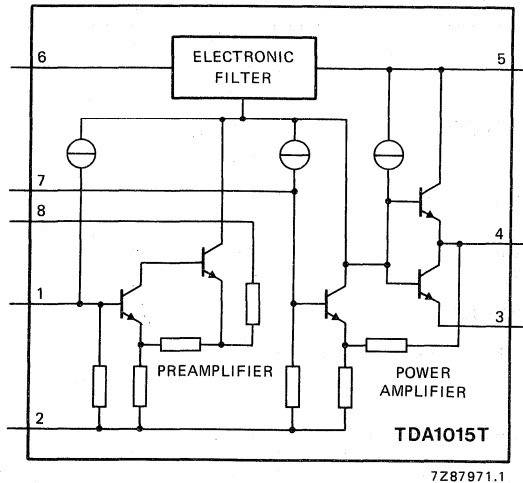 ELECTRONIC
FILTER
6
5
7
8
4
1
3
PREAMPLIFIER
POWER
AMPLIFIER
2
TDA1015T
7Z87971.1